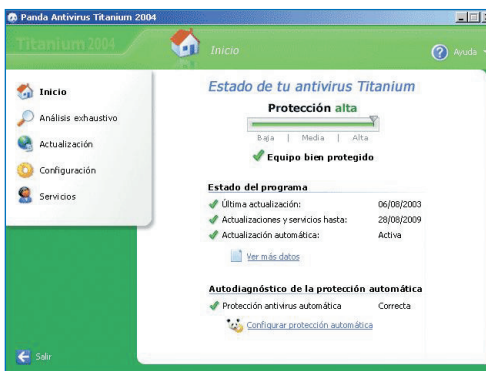 Panda Antivirus Titanium 2004
Titanium 2004
Inicio
Ayuda
Inicio
Análisis exhaustivo
Actualización
Configuración
Servicios
Salir
Estado de tu antivirus Titanium
Protección alta
Baja | Media | Alta
Equipo bien protegido
Estado del programa
Última actualización: 06/08/2003
Actualizaciones y servicios hasta: 28/08/2009
Actualización automática: Activa
Ver más datos
Autodiagnóstico de la protección automática
Protección antivirus automática Correcta
Configurar protección automática